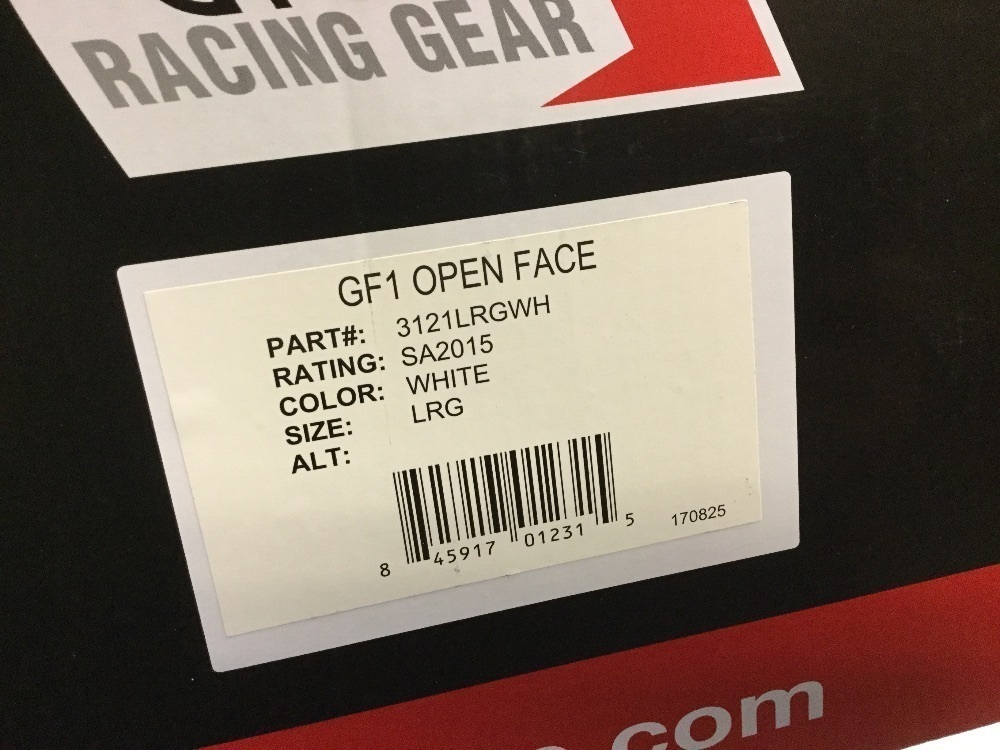 RACING GEAR
GF1 OPEN FACE
PART#: 3121LRGWH
RATING: SA2015
COLOR: WHITE
SIZE: LRG
ALT:
8 45917 01231 5 170825
.com